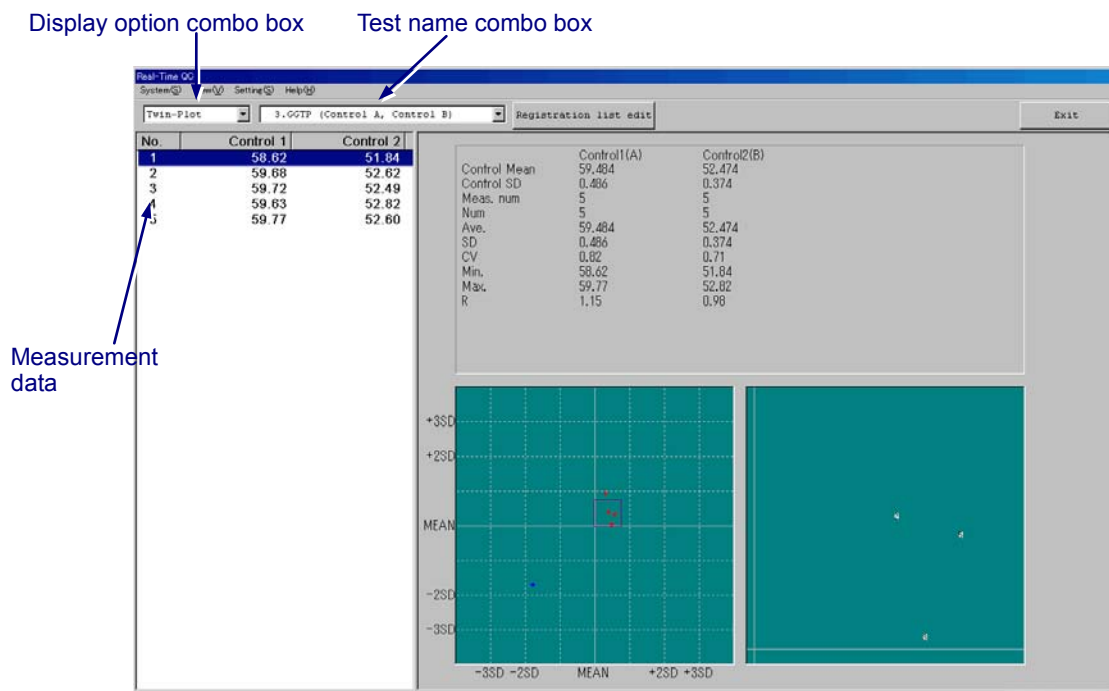 Display option combo box Test name combo box
Real-Time QC
System(S) View(V) Setting(S) Help(H)
Twin-Plot 3.GGTP (Control A, Control B) Registration list edit Exit
No. Control 1 Control 2
1 58.62 51.84
2 59.68 52.62
3 59.72 52.49
4 59.63 52.82
5 59.77 52.60
Measurement
data
Control1(A) Control2(B)
Control Mean 59.484 52.474
Control SD 0.486 0.374
Meas. num 5 5
Num 5 5
Ave. 59.484 52.474
SD 0.486 0.374
CV 0.82 0.71
Min. 58.62 51.84
Max. 59.77 52.82
R 1.15 0.98
+3SD
+2SD
MEAN
-2SD
-3SD
-3SD -2SD MEAN +2SD +3SD